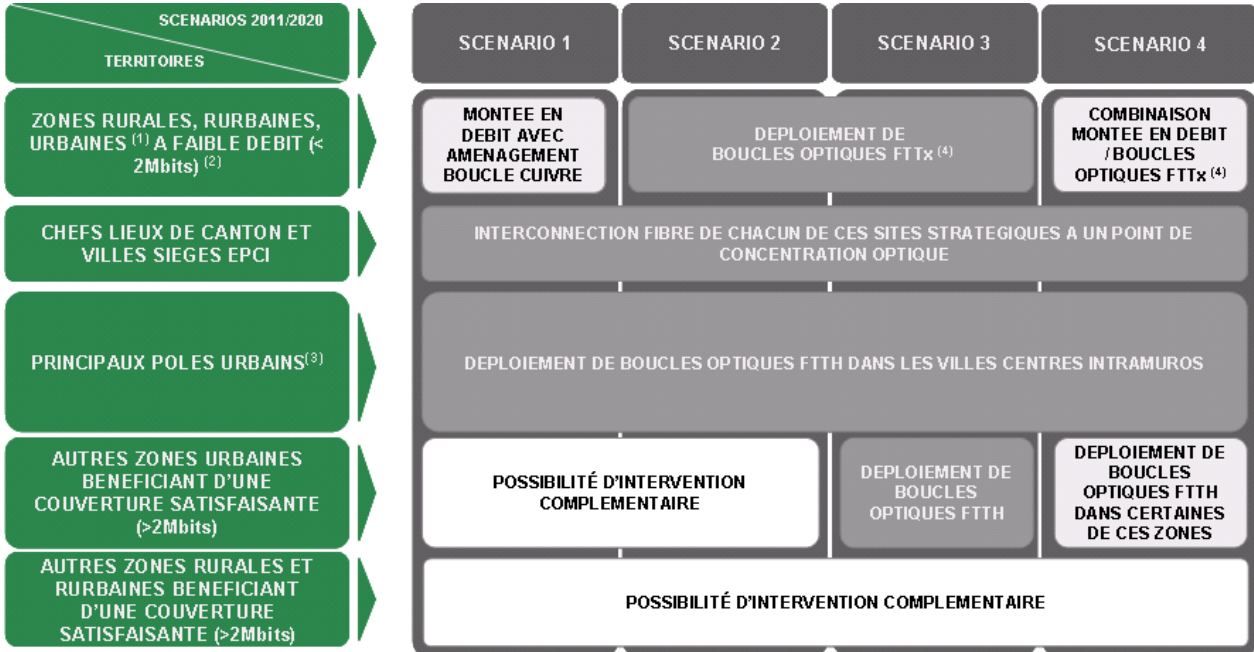 SCENARIOS 2011/2020
TERRITOIRES
SCENARIO 1
SCENARIO 2
SCENARIO 3
SCENARIO 4
ZONES RURALES, RURBAINES,
URBAINES (1) A FAIBLE DEBIT (<
2Mbits) (2)
MONTEE EN
DEBIT AVEC
AMENAGEMENT
BOUCLE CUIVRE
DEPLOIEMENT DE
BOUCLES OPTIQUES FTTx (4)
COMBINAISON
MONTEE EN DEBIT
/ BOUCLES
OPTIQUES FTTx (4)
CHEFS LIEUX DE CANTON ET
VILLES SIEGES EPCI
INTERCONNECTION FIBRE DE CHACUN DE CES SITES STRATEGIQUES A UN POINT DE
CONCENTRATION OPTIQUE
PRINCIPAUX POLES URBAINS(3)
DEPLOIEMENT DE BOUCLES OPTIQUES FTTH DANS LES VILLES CENTRES INTRAMUROS
AUTRES ZONES URBAINES
BENEFICIANT D'UNE
COUVERTURE SATISFAISANTE
(>2Mbits)
POSSIBILITÉ D'INTERVENTION
COMPLEMENTAIRE
DEPLOIEMENT DE
BOUCLES
OPTIQUES FTTH
DEPLOIEMENT DE
BOUCLES
OPTIQUES FTTH
DANS CERTAINES
DE CES ZONES
AUTRES ZONES RURALES ET
RURBAINES BENEFICIANT
D'UNE COUVERTURE
SATISFAISANTE (>2Mbits)
POSSIBILITÉ D'INTERVENTION COMPLEMENTAIRE